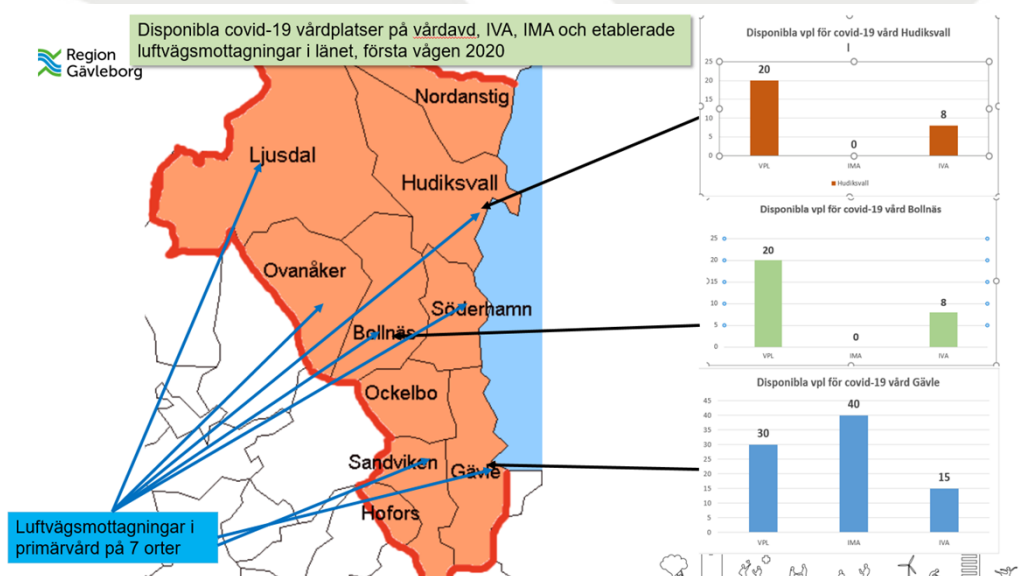 Disponibla covid-19 vårdplatser på vårdavd, IVA, IMA och etablerade
luftvägsmottagningar i länet, första vågen 2020
Region
Gävleborg
Nordanstig
Ljusdal
Hudiksvall
Ovanåker
Söderhamn
Bollnäs
Ockelbo
Sandviken
Gävle
Hofors
Luftvägsmottagningar i
primärvård på 7 orter
Disponibla vpl för covid-19 vård Hudiksvall
25
20
15
10
5
0
20
0
8
VPL
IMA
IVA
Hudiksvall
Disponibla vpl för covid-19 vård Bollnäs
25
20
15
10
5
0
20
0
8
VPL
IMA
IVA
Disponibla vpl för covid-19 vård Gävle
45
40
35
30
25
20
15
10
5
0
30
40
15
VPL
IMA
IVA